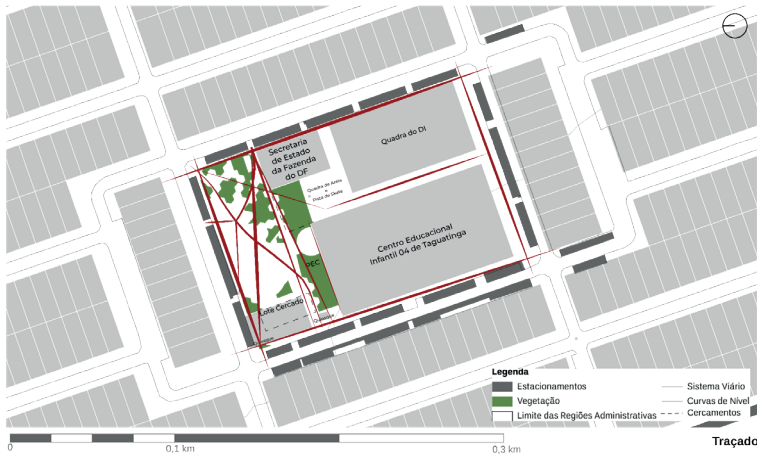 Secretaria
de Estado
da Fazenda
do DF
Quadra do DI
Quadra de Areia
Pista de Skate
Centro Educacional
Infantil 04 de Taguatinga
PEC
Lote Cercado
Legenda
Estacionamentos
Vegetação
Limite das Regiões Administrativas
Sistema Viário
Curvas de Nível
Cercamentos
0
0,1 km
0,3 km
Traçado